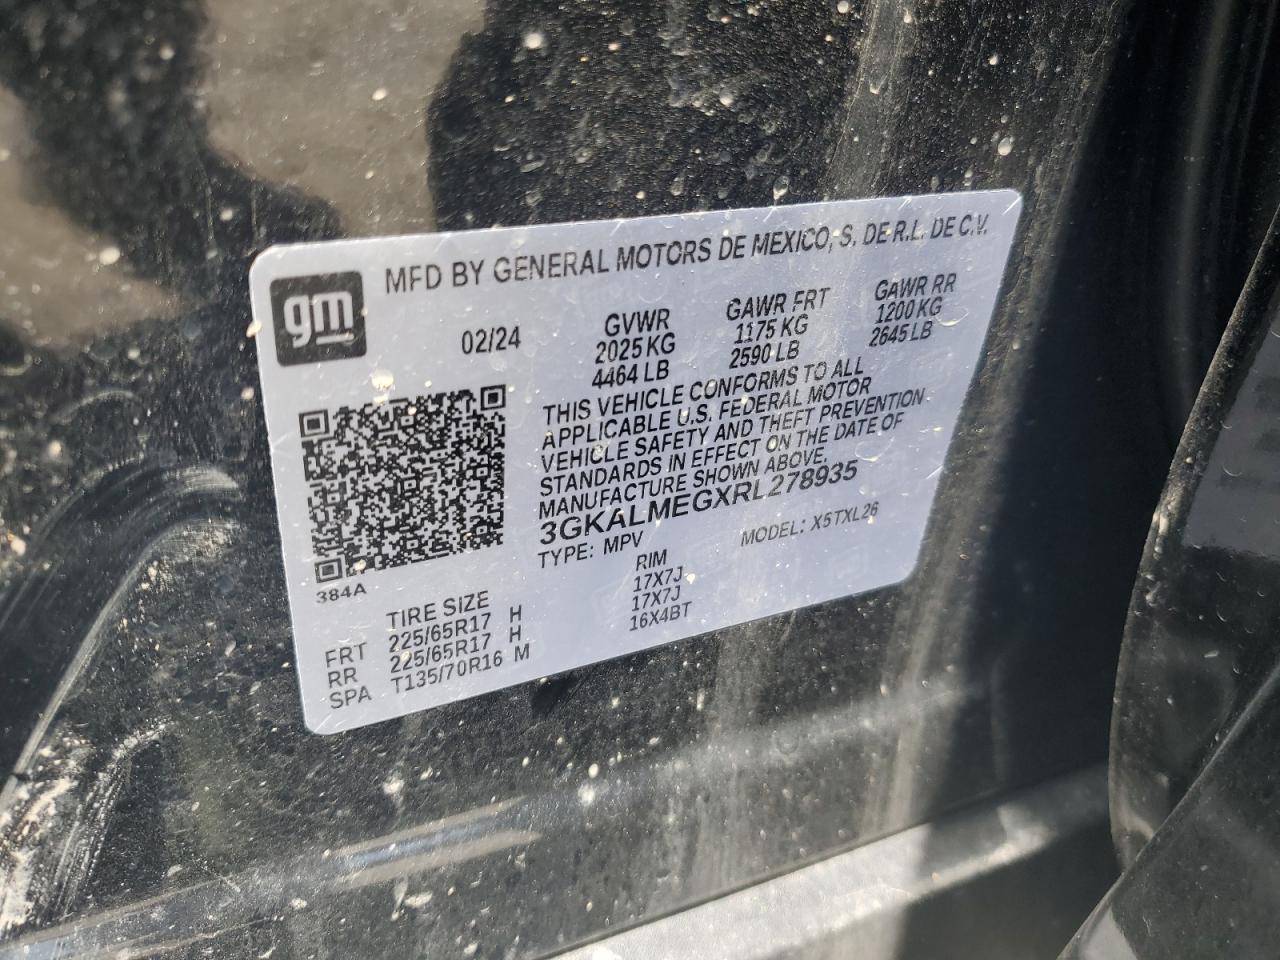 MFD BY GENERAL MOTORS DE MEXICO, S. DE R.L. DE C.V.
gm
02/24
GVWR GAWR FRT GAWR RR
2025 KG 1175 KG 1200 KG
4464 LB 2590 LB 2645 LB
THIS VEHICLE CONFORMS TO ALL
APPLICABLE U.S. FEDERAL MOTOR
VEHICLE SAFETY AND THEFT PREVENTION
STANDARDS IN EFFECT ON THE DATE OF
MANUFACTURE SHOWN ABOVE.
3GKALMEGXRL278935
TYPE: MPV MODEL: X5TXL26
384A
TIRE SIZE RIM
FRT 225/65R17 H 17X7J
RR 225/65R17 H 17X7J
SPA T135/70R16 M 16X4BT